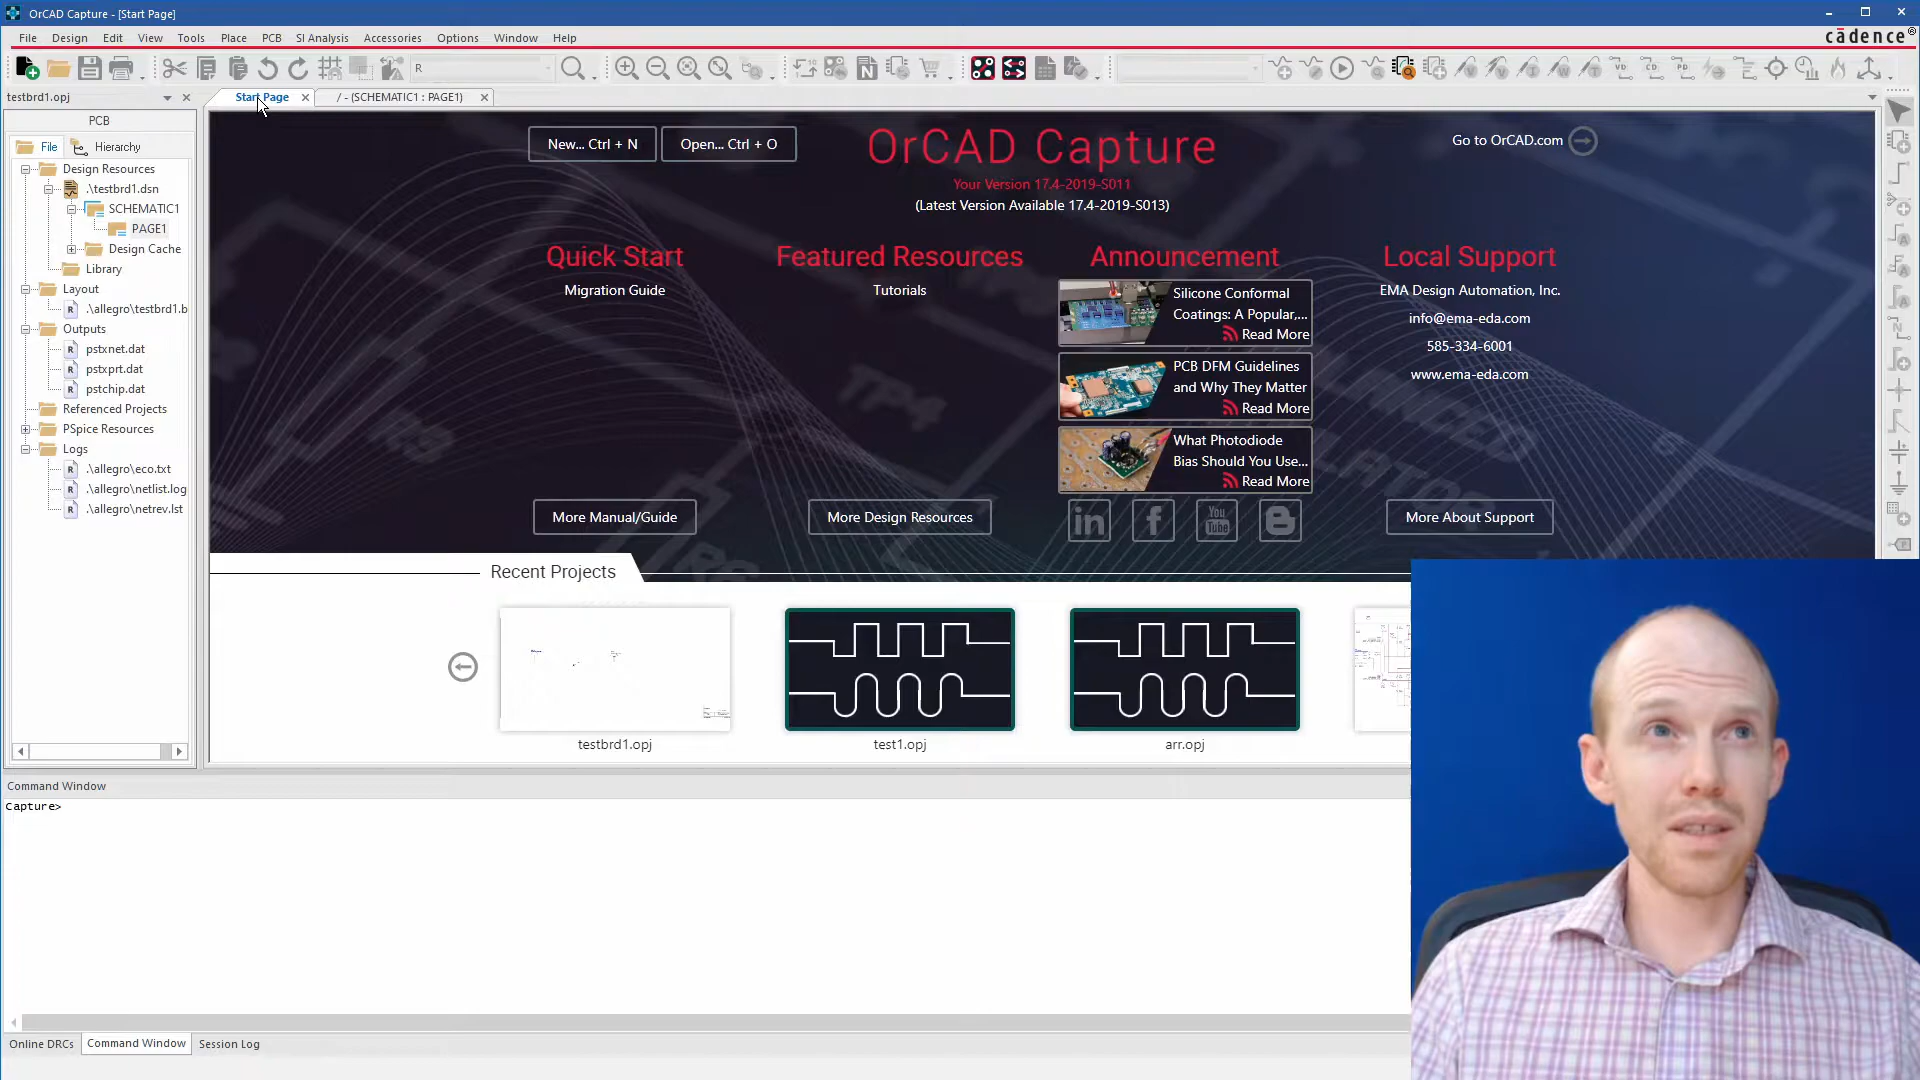 OrCAD Capture - [Start Page]
File Design Edit View Tools Place PCB SI Analysis Accessories Options Window Help
cādence®
R
testbrd1.opj
Start Page
/ - (SCHEMATIC1 : PAGE1)
PCB
File
Hierarchy
Design Resources
.\testbrd1.dsn
SCHEMATIC1
PAGE1
Design Cache
Library
Layout
.\allegro\testbrd1.b
Outputs
pstxnet.dat
pstxprt.dat
pstchip.dat
Referenced Projects
PSpice Resources
Logs
.\allegro\eco.txt
.\allegro\netlist.log
.\allegro\netrev.lst
New... Ctrl + N
Open... Ctrl + O
OrCAD Capture
Your Version 17.4-2019-S011
(Latest Version Available 17.4-2019-S013)
Go to OrCAD.com
Quick Start
Migration Guide
More Manual/Guide
Featured Resources
Tutorials
More Design Resources
Announcement
Silicone Conformal
Coatings: A Popular,...
Read More
PCB DFM Guidelines
and Why They Matter
Read More
What Photodiode
Bias Should You Use...
Read More
in
f
You
Tube
Local Support
EMA Design Automation, Inc.
info@ema-eda.com
585-334-6001
www.ema-eda.com
More About Support
Recent Projects
testbrd1.opj
test1.opj
arr.opj
Command Window
Capture>
Online DRCs
Command Window
Session Log